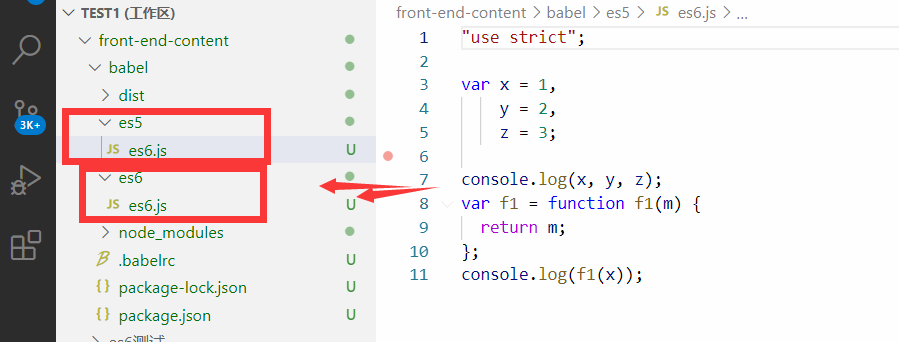 TEST1 (工作区)
front-end-content
babel
dist
es5
JS es6.js U
es6
JS es6.js U
node_modules
.babelrc U
package-lock.json U
package.json U
es6测试
3K+
front-end-content > babel > es5 > JS es6.js > ...
1 "use strict";
2
3 var x = 1,
4 y = 2,
5 z = 3;
6
7 console.log(x, y, z);
8 var f1 = function f1(m) {
9 return m;
10 };
11 console.log(f1(x));